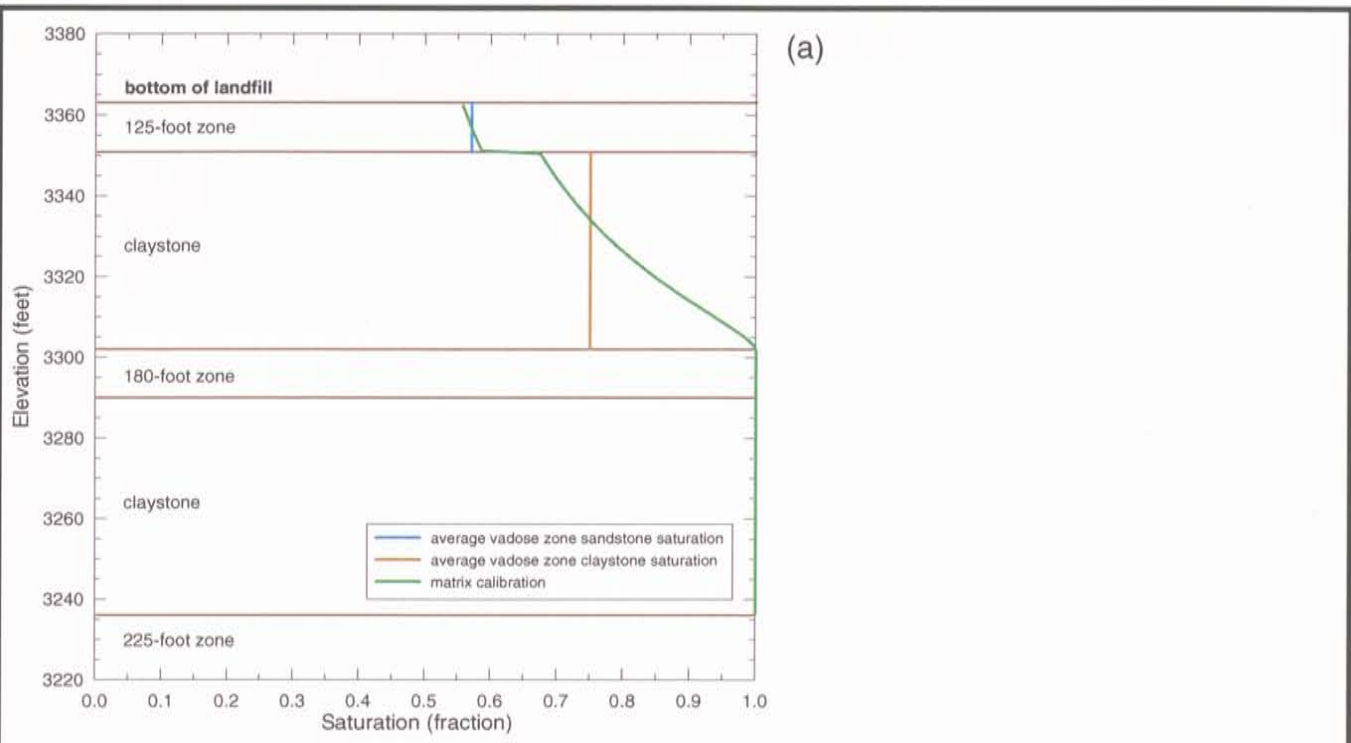 (a)
3380
3360
3340
3320
3300
3280
3260
3240
3220
Elevation (feet)
bottom of landfill
125-foot zone
claystone
180-foot zone
claystone
225-foot zone
average vadose zone sandstone saturation
average vadose zone claystone saturation
matrix calibration
0.0 0.1 0.2 0.3 0.4 0.5 0.6 0.7 0.8 0.9 1.0
Saturation (fraction)